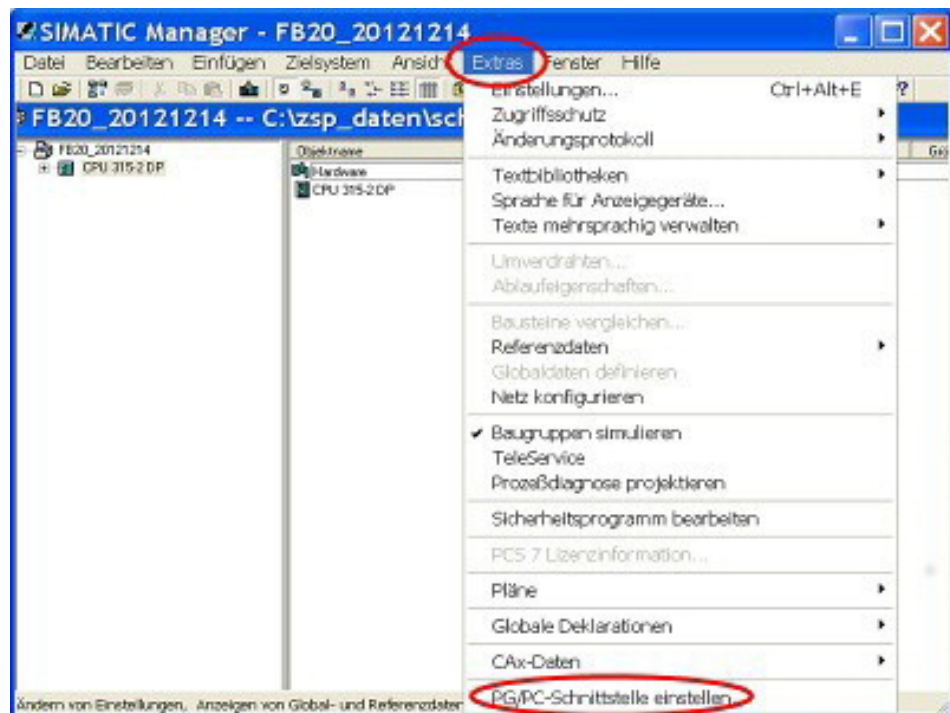 SIMATIC Manager - FB20_20121214
Datei Bearbeiten Einfügen Zielsystem Ansicht Extras Fenster Hilfe
FB20_20121214 -- C:\zsp_daten\sch
FB20_20121214
CPU 315-2 DP
Objektname
Hardware
CPU 315-2 DP
Einstellungen... Ctrl+Alt+E
Zugriffsschutz
Änderungsprotokoll
Textbibliotheken
Sprache für Anzeigegeräte...
Texte mehrsprachig verwalten
Umverdrahten...
Ablaufeigenschaften...
Bausteine vergleichen...
Referenzdaten
Globaldaten definieren
Netz konfigurieren
Baugruppen simulieren
TeleService
Prozeßdiagnose projektieren
Sicherheitsprogramm bearbeiten
PCS 7 Lizenzinformation...
Pläne
Globale Deklarationen
CAx-Daten
PG/PC-Schnittstelle einstellen...
Ändern von Einstellungen, Anzeigen von Global- und Referenzdaten